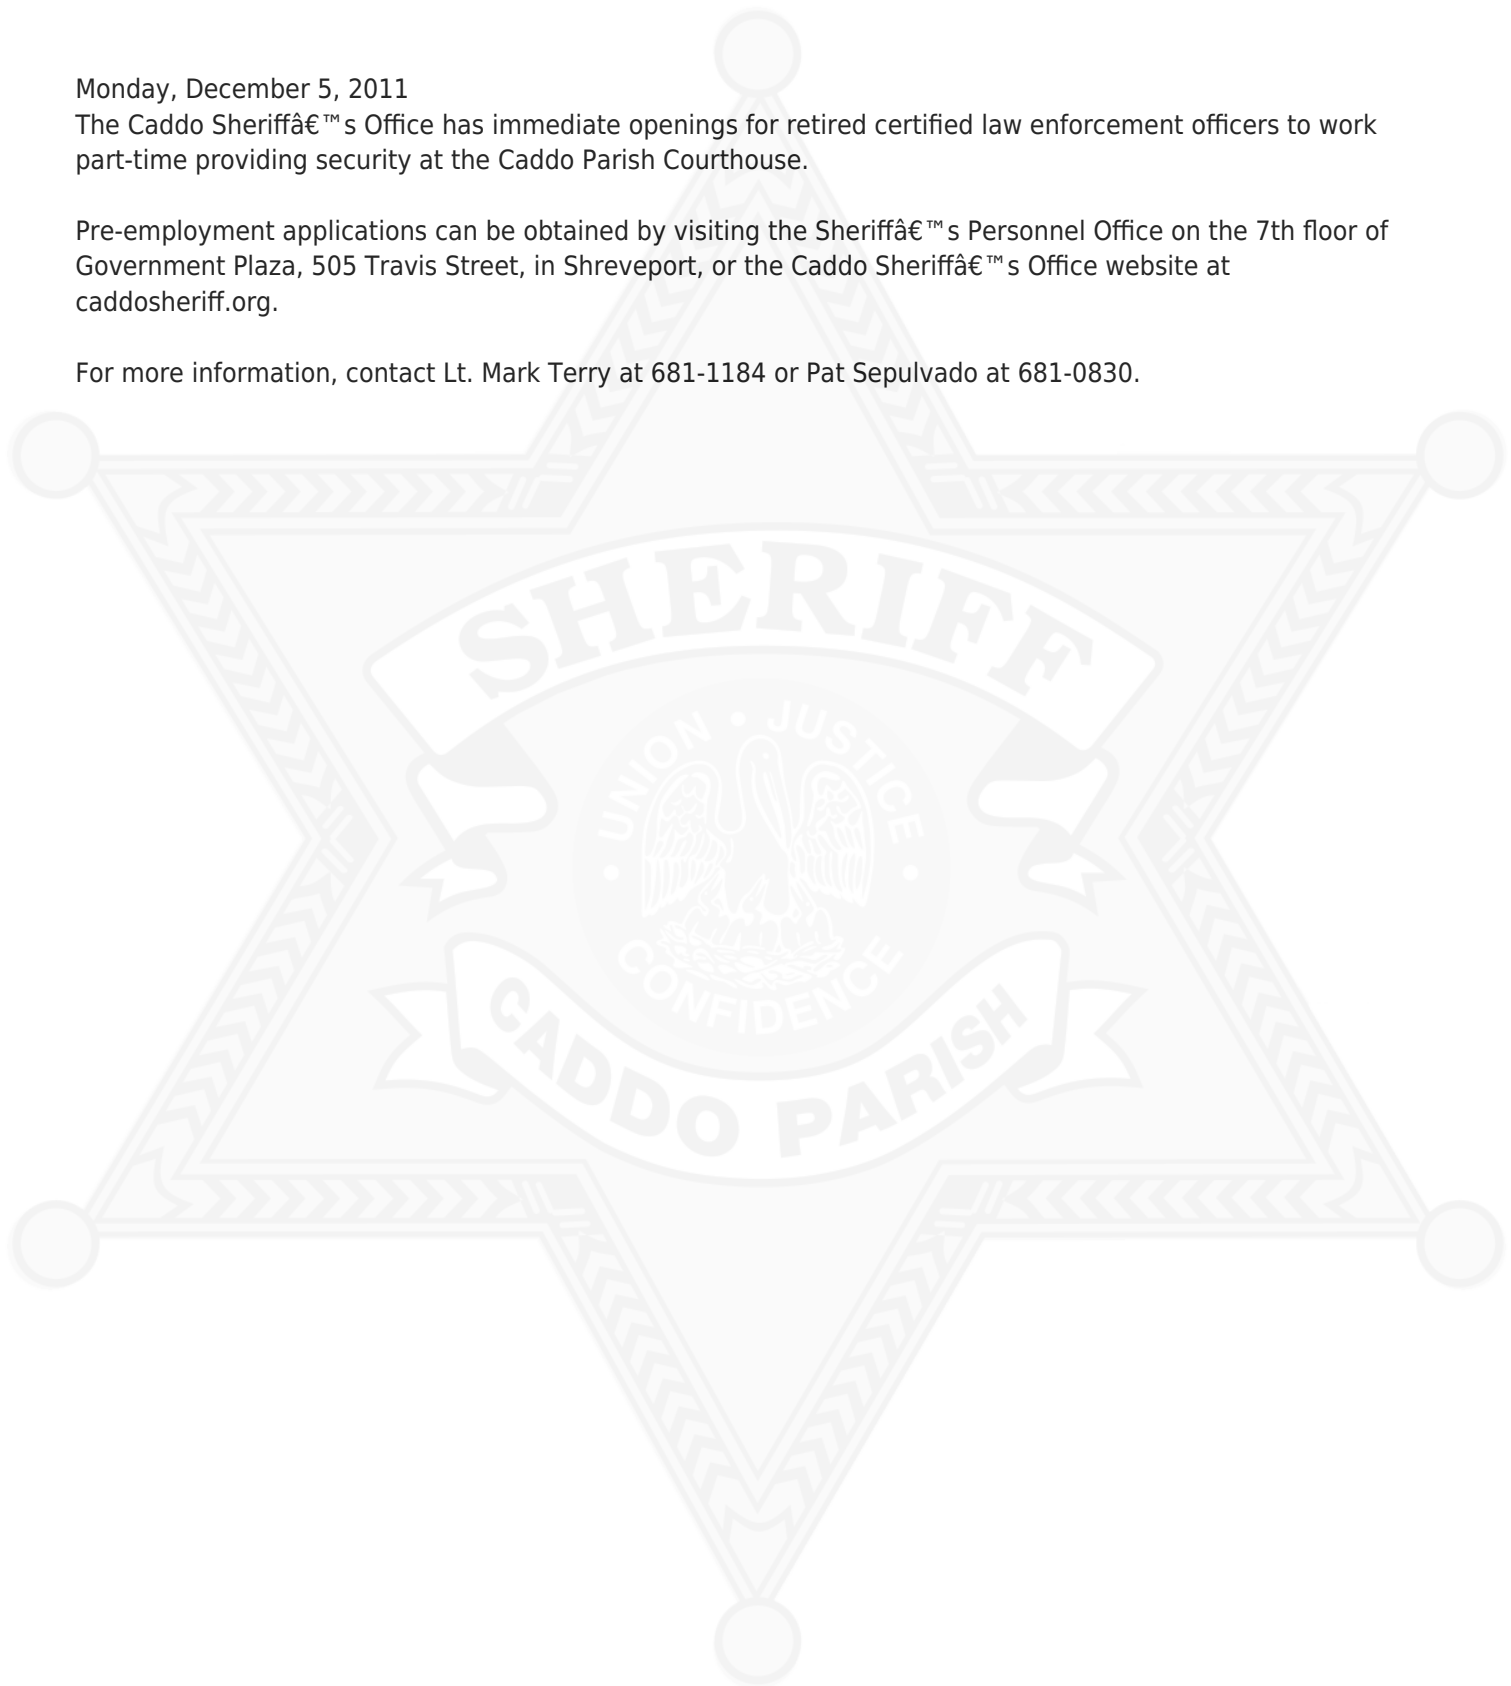 Monday, December 5, 2011
The Caddo Sheriffâ€™s Office has immediate openings for retired certified law enforcement officers to work
part-time providing security at the Caddo Parish Courthouse.
Pre-employment applications can be obtained by visiting the Sheriffâ€™s Personnel Office on the 7th floor of
Government Plaza, 505 Travis Street, in Shreveport, or the Caddo Sheriffâ€™s Office website at
caddosheriff.org.
For more information, contact Lt. Mark Terry at 681-1184 or Pat Sepulvado at 681-0830.
SHERIFF
UNION • JUSTICE •
CONFIDENCE •
CADDO PARISH